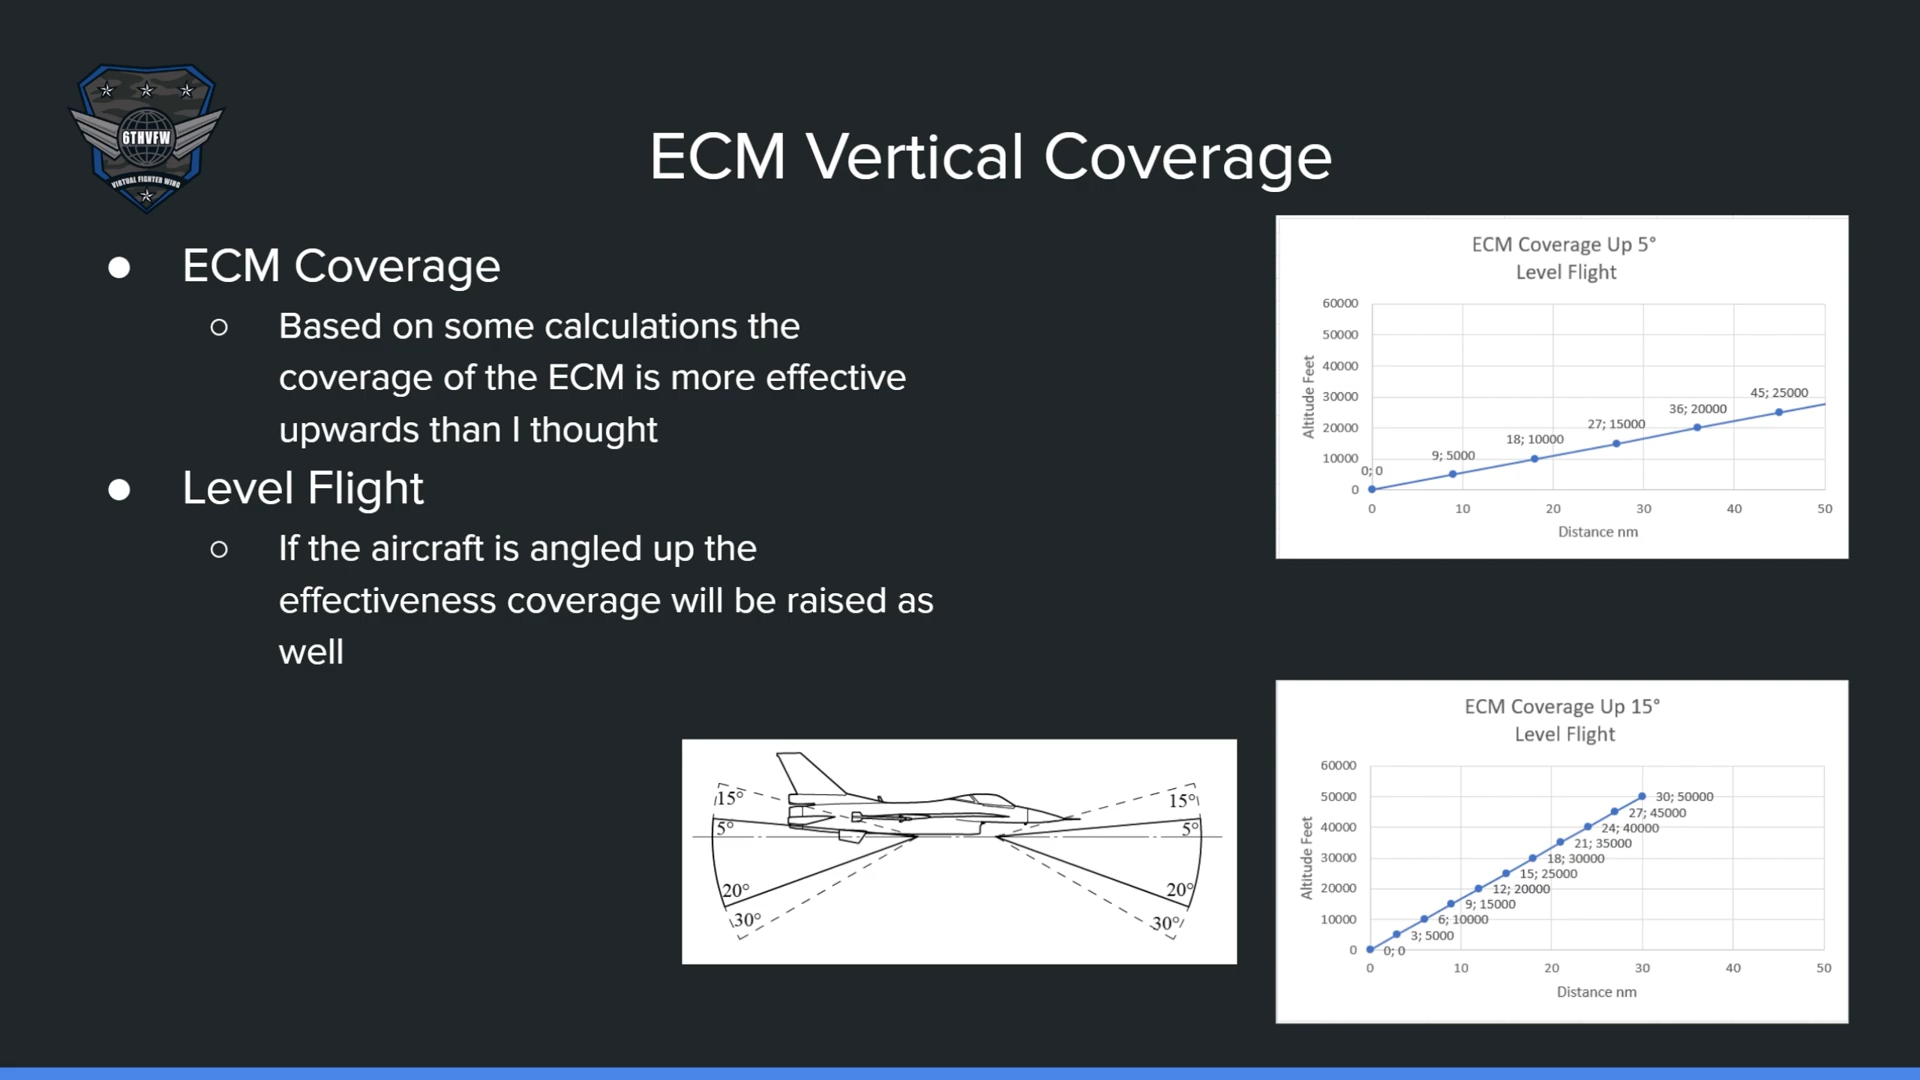 6THVFW
VIRTUAL FIGHTER WING
ECM Vertical Coverage
● ECM Coverage
○ Based on some calculations the
coverage of the ECM is more effective
upwards than I thought
● Level Flight
○ If the aircraft is angled up the
effectiveness coverage will be raised as
well
ECM Coverage Up 5°
Level Flight
60000
50000
40000
30000
20000
10000
0
Altitude Feet
0; 0
9; 5000
18; 10000
27; 15000
36; 20000
45; 25000
0 10 20 30 40 50
Distance nm
15° 15°
5° 5°
20° 20°
30° 30°
ECM Coverage Up 15°
Level Flight
60000
50000
40000
30000
20000
10000
0
Altitude Feet
30; 50000
27; 45000
24; 40000
21; 35000
18; 30000
15; 25000
12; 20000
9; 15000
6; 10000
3; 5000
0; 0
0 10 20 30 40 50
Distance nm